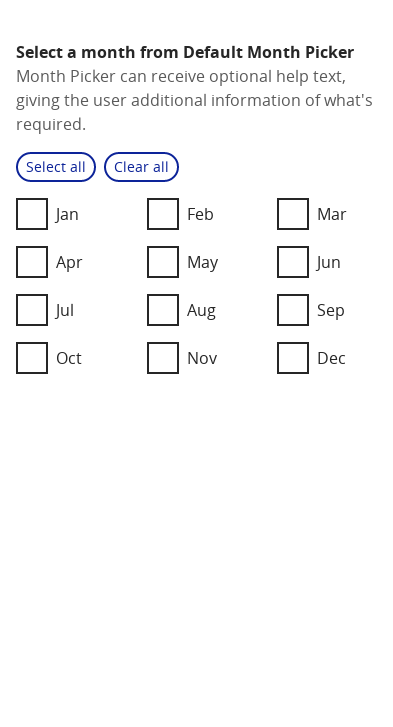 Select a month from Default Month Picker
Month Picker can receive optional help text,
giving the user additional information of what's
required.
Select all Clear all
Jan Feb Mar
Apr May Jun
Jul Aug Sep
Oct Nov Dec